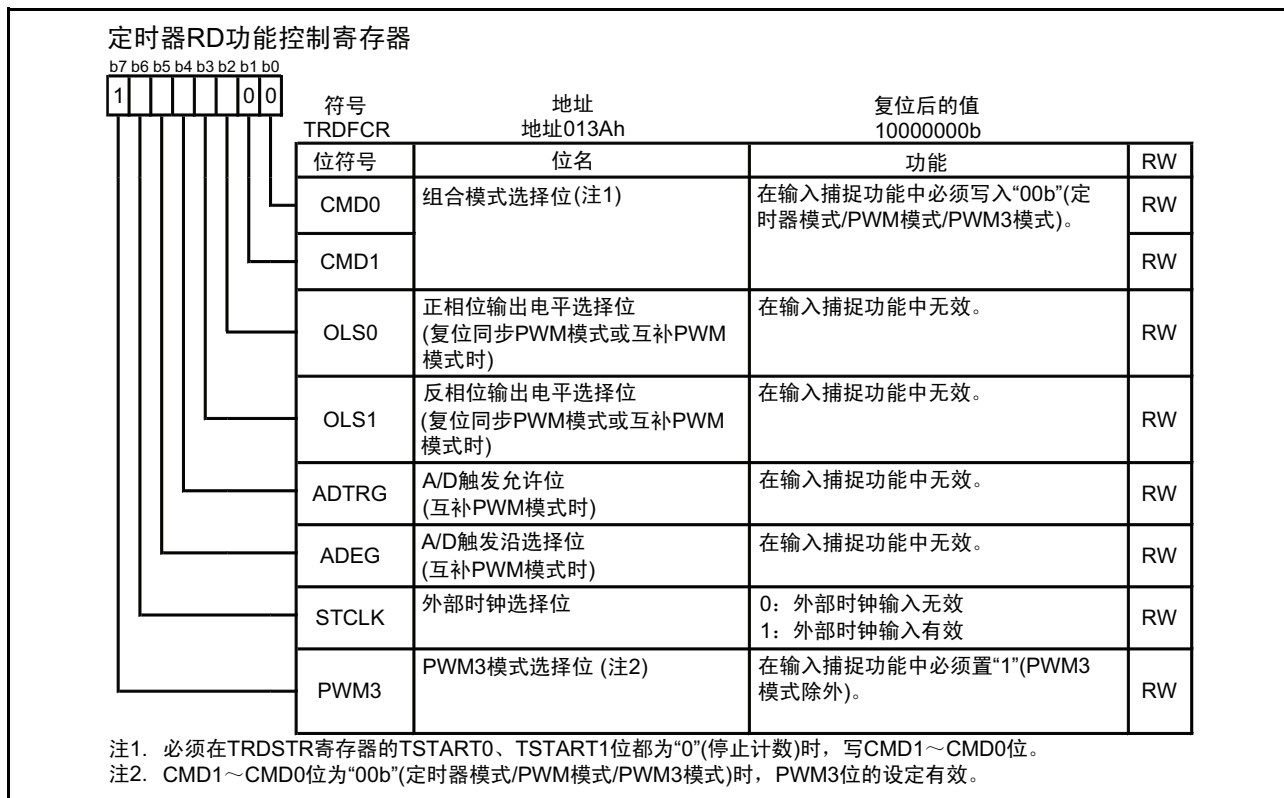 定时器RD功能控制寄存器
b7 b6 b5 b4 b3 b2 b1 b0
1 0 0
符号 地址 复位后的值
TRDFCR 地址013Ah 10000000b
位符号 位名 功能 RW
CMD0 组合模式选择位(注1) 在输入捕捉功能中必须写入“00b”(定
时器模式/PWM模式/PWM3模式)。 RW
CMD1 RW
OLS0 正相位输出电平选择位
(复位同步PWM模式或互补PWM
模式时) 在输入捕捉功能中无效。 RW
OLS1 反相位输出电平选择位
(复位同步PWM模式或互补PWM
模式时) 在输入捕捉功能中无效。 RW
ADTRG A/D触发允许位
(互补PWM模式时) 在输入捕捉功能中无效。 RW
ADEG A/D触发沿选择位
(互补PWM模式时) 在输入捕捉功能中无效。 RW
STCLK 外部时钟选择位 0：外部时钟输入无效
1：外部时钟输入有效 RW
PWM3 PWM3模式选择位 (注2) 在输入捕捉功能中必须置“1”(PWM3
模式除外)。 RW
注1. 必须在TRDSTR寄存器的TSTART0、TSTART1位都为“0”(停止计数)时，写CMD1～CMD0位。
注2. CMD1～CMD0位为“00b”(定时器模式/PWM模式/PWM3模式)时，PWM3位的设定有效。